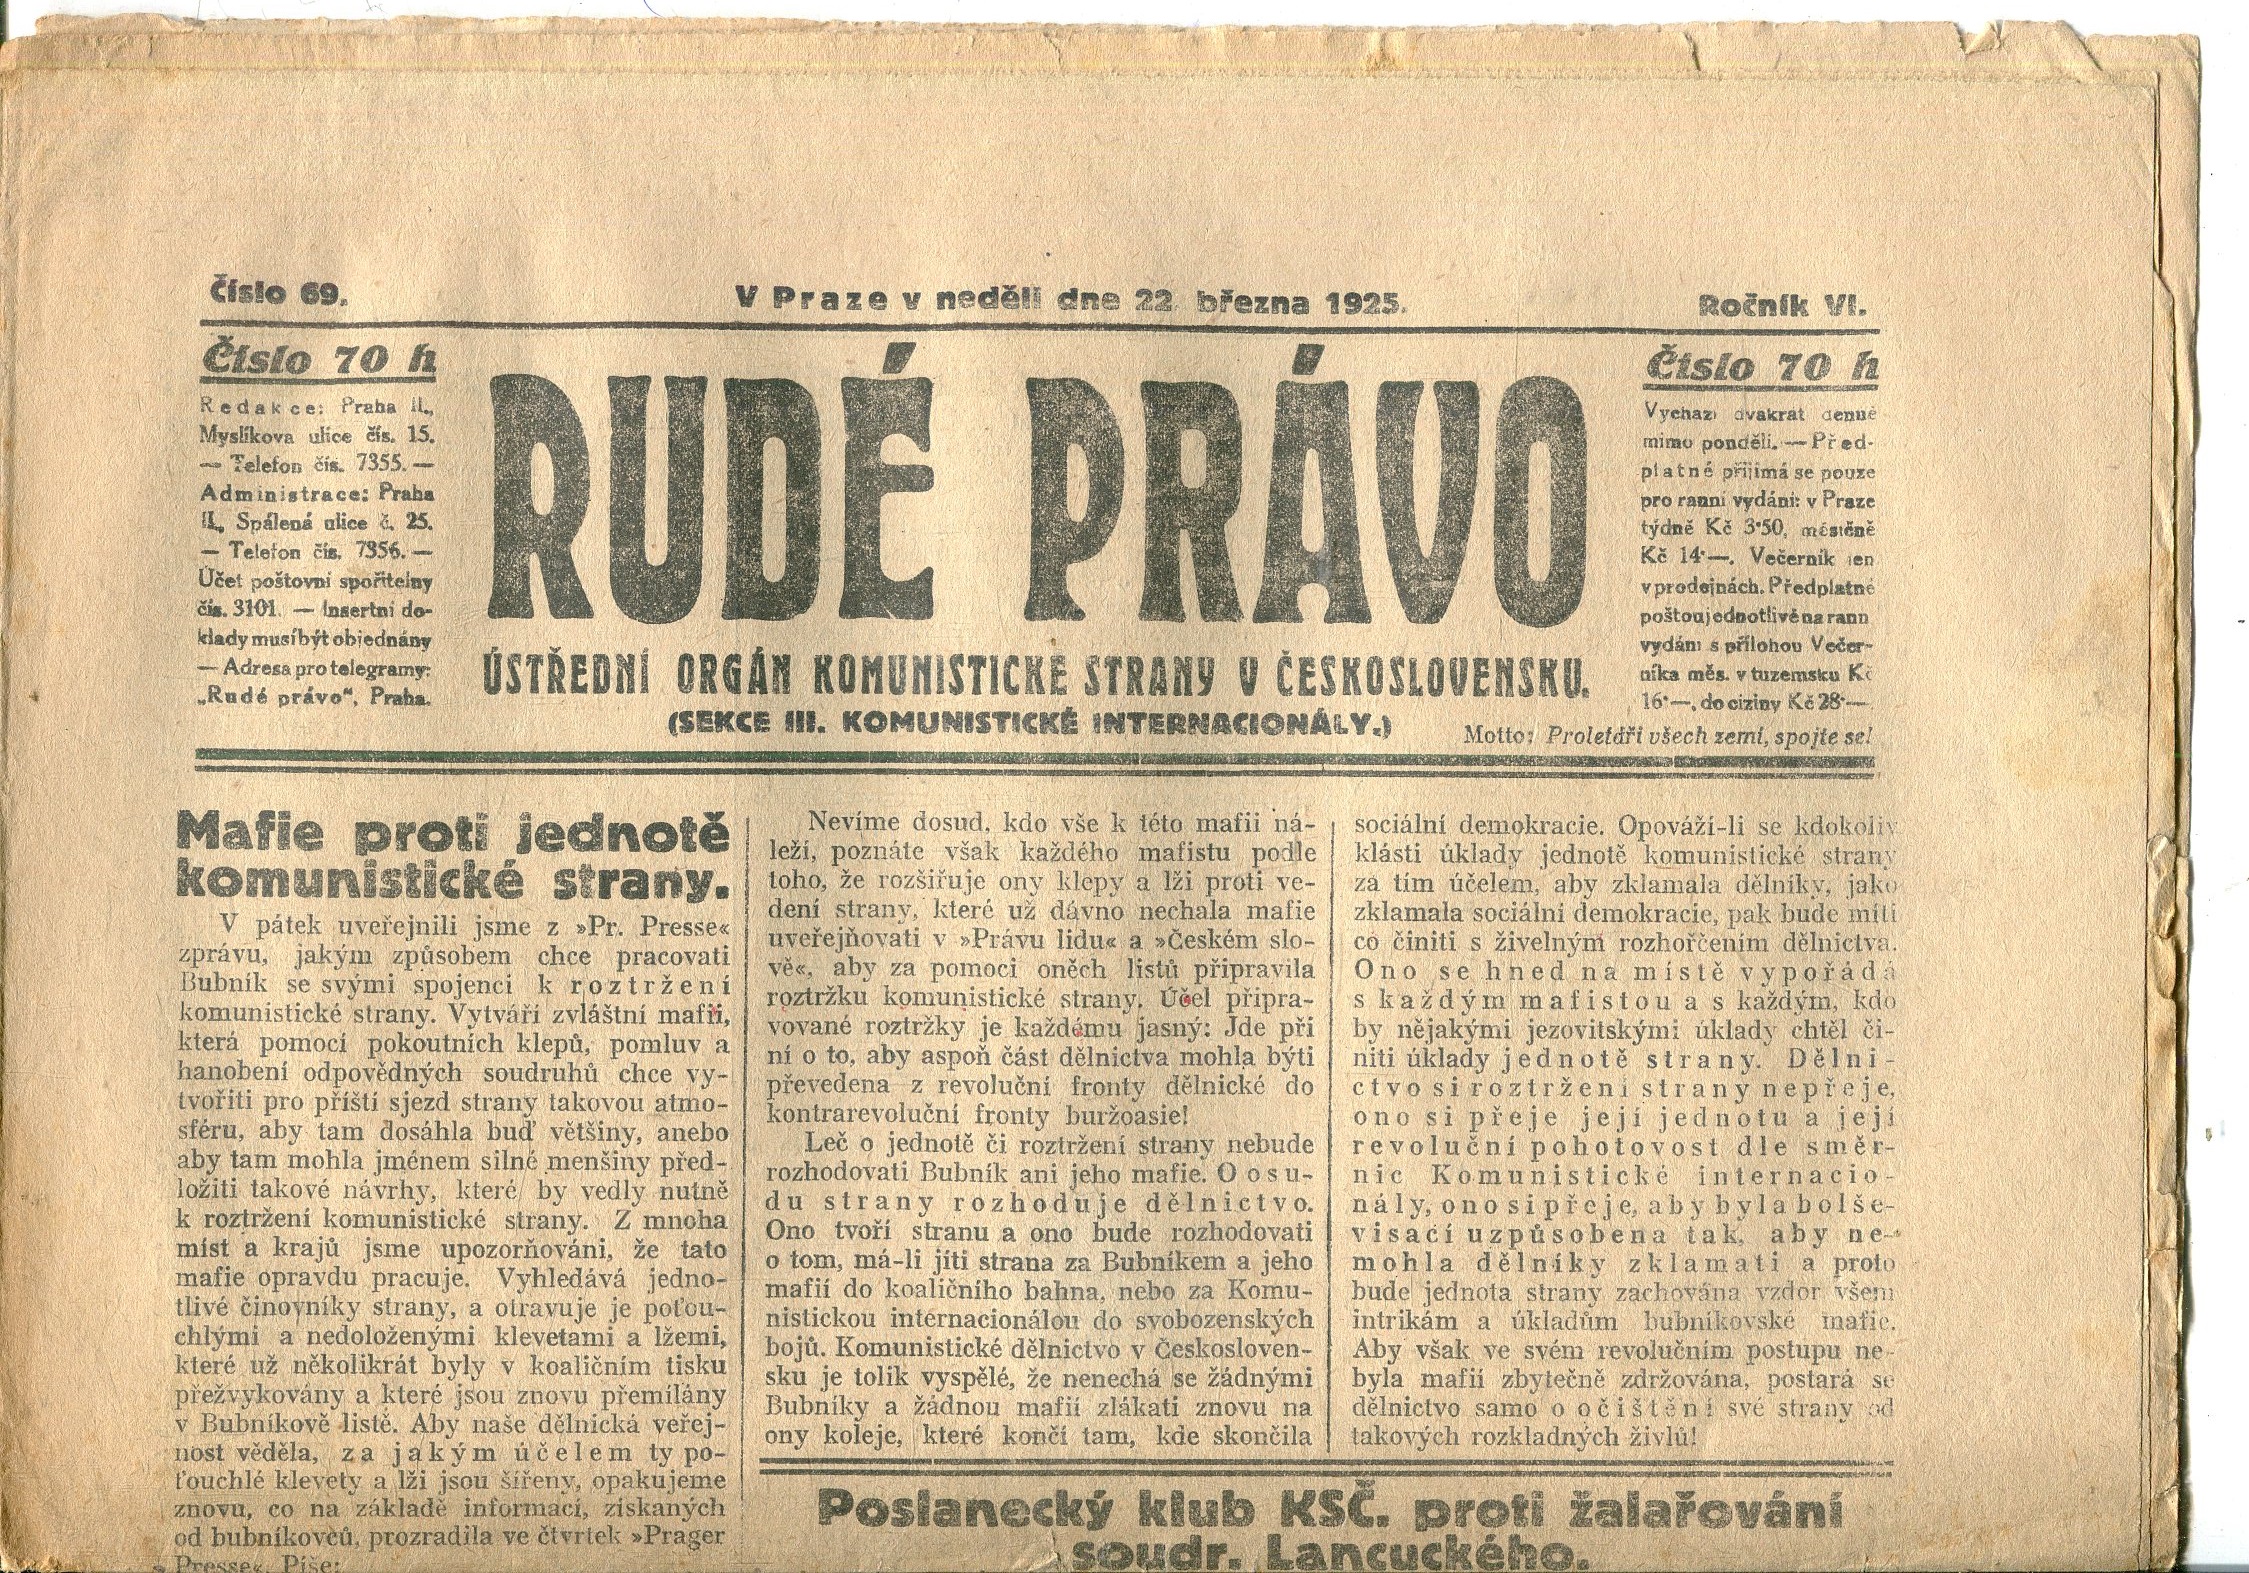 Číslo 69.
V Praze v neděli dne 22. března 1925.
Ročník VI.
Číslo 70 h
Redakce: Praha II.,
Myslíkova ulice čís. 15.
— Telefon čís. 7355. —
Administrace: Praha
II., Spálená ulice č. 25.
— Telefon čís. 7356. —
Účet poštovní spořitelny
čís. 3101. — Insertní do-
klady musí být objednány
— Adresa pro telegramy:
„Rudé právo“, Praha.
RUDÉ PRÁVO
ÚSTŘEDNÍ ORGÁN KOMUNISTICKÉ STRANY V ČESKOSLOVENSKU.
(SEKCE III. KOMUNISTICKÉ INTERNACIONÁLY.)
Číslo 70 h
Vychází dvakrát denně
mimo pondělí. — Před-
platné přijímá se pouze
pro ranní vydání: v Praze
týdně Kč 3·50, měsíčně
Kč 14·—. Večerník jen
v prodejnách. Předplatné
poštou jednotlivě na rann
vydání s přílohou Večer-
níka měs. v tuzemsku Kč
16·—, do ciziny Kč 28·—.
Motto: Proletáři všech zemí, spojte se!
Mafie proti jednotě
komunistické strany.
V pátek uveřejnili jsme z »Pr. Presse«
zprávu, jakým způsobem chce pracovati
Bubník se svými spojenci k roztržení
komunistické strany. Vytváří zvláštní mafii,
která pomocí pokoutních klepů, pomluv a
hanobení odpovědných soudruhů chce vy-
tvořiti pro příští sjezd strany takovou atmo-
sféru, aby tam dosáhla buď většiny, anebo
aby tam mohla jménem silné menšiny před-
ložiti takové návrhy, které by vedly nutně
k roztržení komunistické strany. Z mnoha
míst a krajů jsme upozorňováni, že tato
mafie opravdu pracuje. Vyhledává jedno-
tlivé činovníky strany, a otravuje je poťou-
chlými a nedoloženými klevetami a lžemi,
které už několikrát byly v koaličním tisku
přežvykovány a které jsou znovu přemílány
v Bubníkově listě. Aby naše dělnická veřej-
nost věděla, za jakým účelem ty po-
ťouchlé klevety a lži jsou šířeny, opakujeme
znovu, co na základě informací, získaných
od bubníkovců, prozradila ve čtvrtek »Prager
Presse«. Píše:
Nevíme dosud, kdo vše k této mafii ná-
leží, poznáte však každého mafistu podle
toho, že rozšiřuje ony klepy a lži proti ve-
dení strany, které už dávno nechala mafie
uveřejňovati v »Právu lidu« a »Českém slo-
vě«, aby za pomoci oněch listů připravila
roztržku komunistické strany. Účel připra-
vované roztržky je každému jasný: Jde při
ní o to, aby aspoň část dělnictva mohla býti
převedena z revoluční fronty dělnické do
kontrarevoluční fronty buržoasie!
Leč o jednotě či roztržení strany nebude
rozhodovati Bubník ani jeho mafie. O osu-
du strany rozhoduje dělnictvo.
Ono tvoří stranu a ono bude rozhodovati
o tom, má-li jíti strana za Bubníkem a jeho
mafií do koaličního bahna, nebo za Komu-
nistickou internacionálou do svobozenských
bojů. Komunistické dělnictvo v Českosloven-
sku je tolik vyspělé, že nenechá se žádnými
Bubníky a žádnou mafií zlákati znovu na
ony koleje, které končí tam, kde skončila
sociální demokracie. Opováží-li se kdokoliv
klásti úklady jednotě komunistické strany
za tím účelem, aby zklamala dělníky, jako
zklamala sociální demokracie, pak bude míti
co činiti s živelným rozhořčením dělnictva.
Ono se hned na místě vypořádá
s každým mafistou a s každým, kdo
by nějakými jezovitskými úklady chtěl či-
niti úklady jednotě strany. Dělni-
ctvo si roztržení strany nepřeje,
ono si přeje její jednotu a její
revoluční pohotovost dle směr-
nic Komunistické internacio-
nály, ono si přeje, aby byla bolše-
visací uzpůsobena tak, aby ne-
mohla dělníky zklamati a proto
bude jednota strany zachována vzdor všem
intrikám a úkladům bubníkovské mafie.
Aby však ve svém revolučním postupu ne-
byla mafií zbytečně zdržována, postará se
dělnictvo samo o očištění své strany od
takových rozkladných živlů!
Poslanecký klub KSČ. proti žalařování
soudr. Lancuckého.